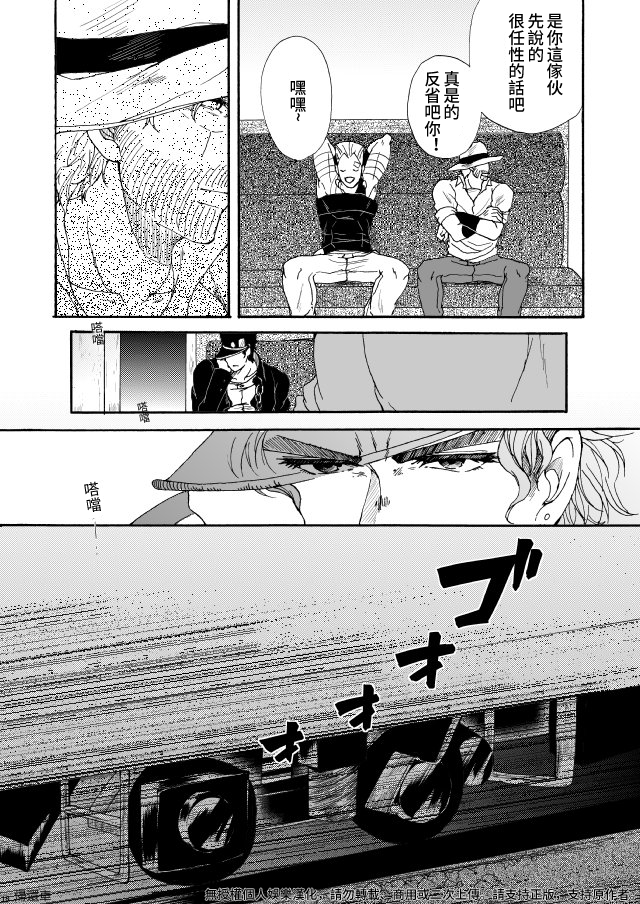 是你這傢伙
先說的
很任性的話吧
真是的
反省吧你！
嘿嘿~
嗒
噹
嗒
噹
嗒
噹…
ゴ
オ
オ
オ
無授權個人娛樂漢化，請勿轉載、商用或二次上傳。請支持正版，支持原作者